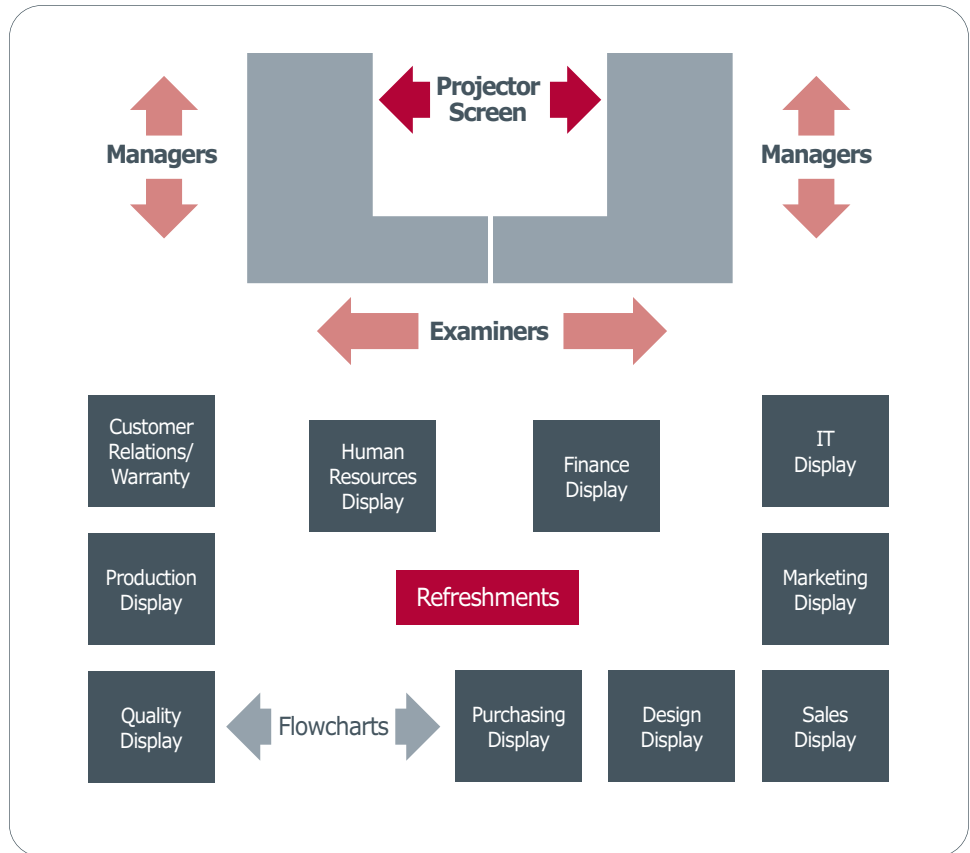 Projector
Screen
Managers
Managers
Examiners
Customer
Relations/
Warranty
Human
Resources
Display
Finance
Display
IT
Display
Production
Display
Refreshments
Marketing
Display
Quality
Display
Flowcharts
Purchasing
Display
Design
Display
Sales
Display